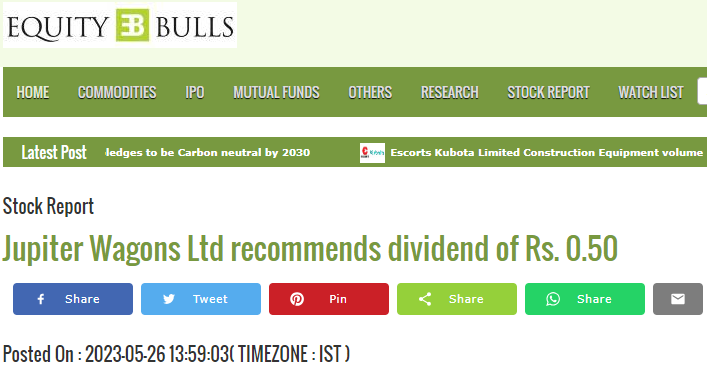 EQUITY BULLS
HOME COMMODITIES IPO MUTUAL FUNDS OTHERS RESEARCH STOCK REPORT WATCH LIST
Latest Post ledges to be Carbon neutral by 2030 Escorts Kubota Limited Construction Equipment volume
Stock Report
Jupiter Wagons Ltd recommends dividend of Rs. 0.50
Share Tweet Pin Share Share
Posted On : 2023-05-26 13:59:03( TIMEZONE : IST )